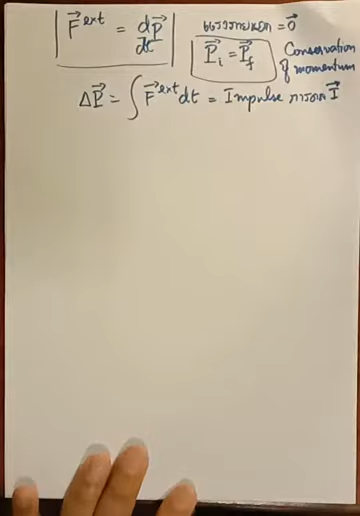 F⃗ᵉˣᵗ = dP⃗/dt
แรงภายนอก = 0⃗
P⃗ᵢ = P⃗f
Conservation
of momentum
ΔP⃗ = ∫ F⃗ᵉˣᵗ dt = Impulse การดล I⃗